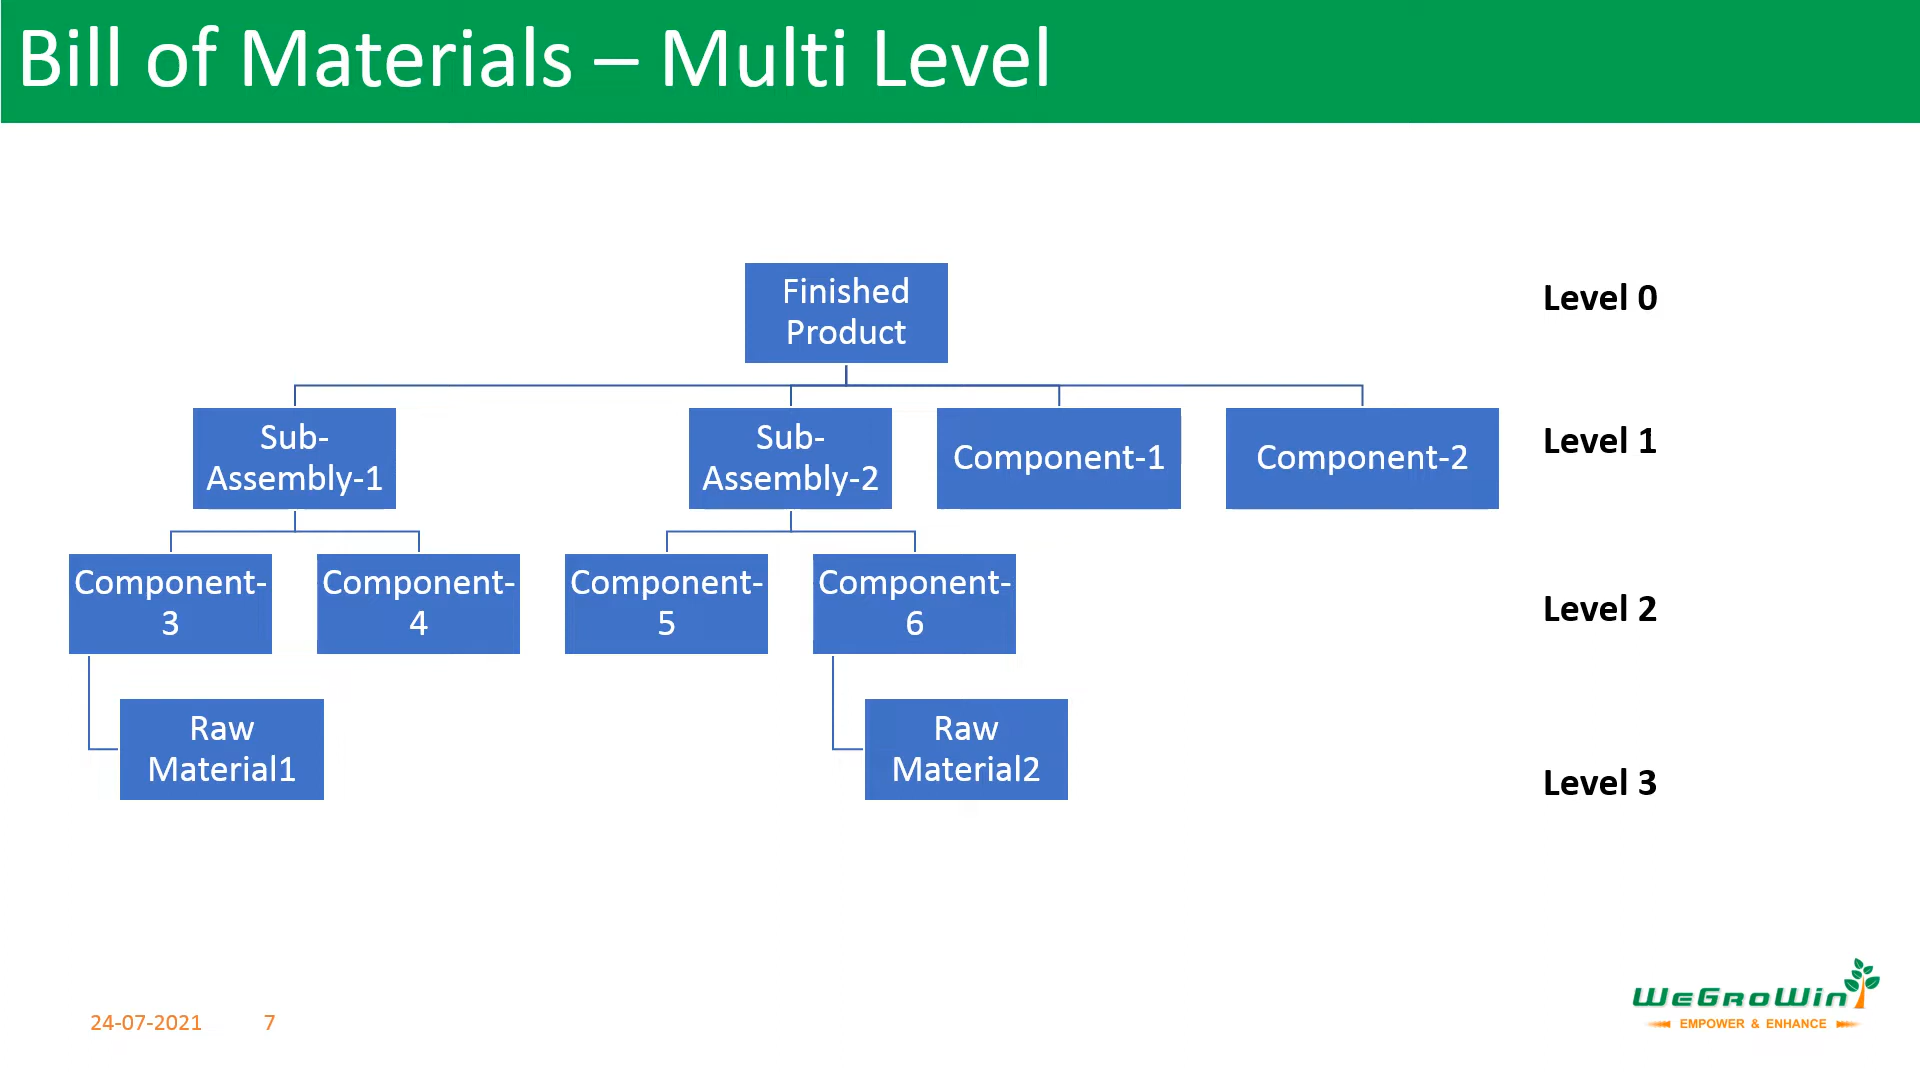 Bill of Materials – Multi Level
Finished
Product
Level 0
Sub-
Assembly-1
Sub-
Assembly-2
Component-1
Component-2
Level 1
Component-
3
Component-
4
Component-
5
Component-
6
Level 2
Raw
Material1
Raw
Material2
Level 3
24-07-2021
7
WeGroWin
EMPOWER & ENHANCE